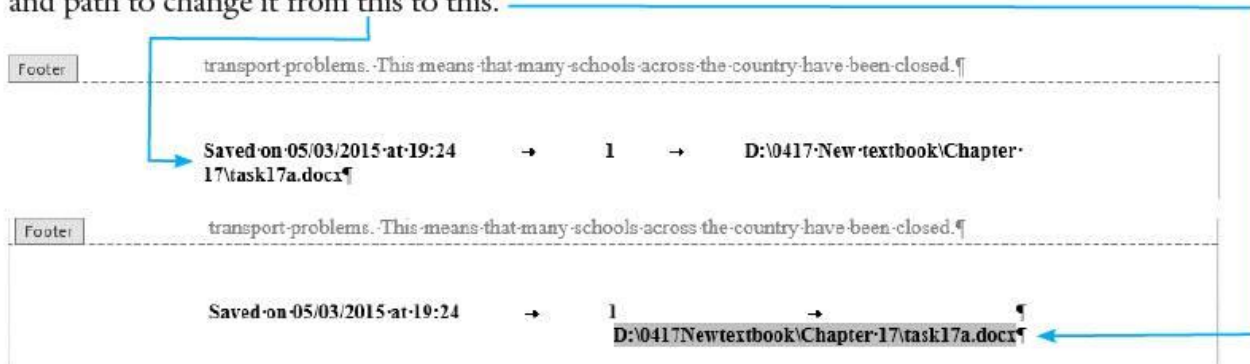 and path to change it from this to this.
Footer
transport·problems.·This·means·that·many·schools·across·the·country·have·been·closed.¶
Saved·on·05/03/2015·at·19:24 → 1 → D:\0417·New·textbook\Chapter·
17\task17a.docx¶
Footer
transport·problems.·This·means·that·many·schools·across·the·country·have·been·closed.¶
Saved·on·05/03/2015·at·19:24 → 1 → ¶
D:\0417Newtextbook\Chapter·17\task17a.docx¶